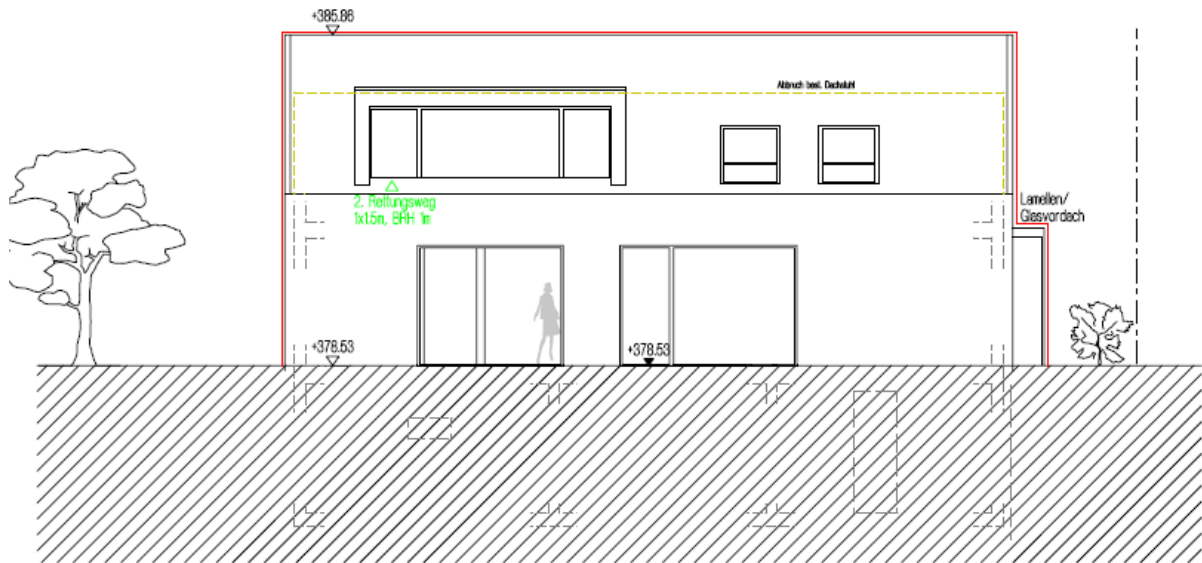 +385.86
Abbruch best. Dachstuhl
2. Rettungsweg
1x1.5m, BRH 1m
Lamellen/
Glasvordach
+378.53
+378.53